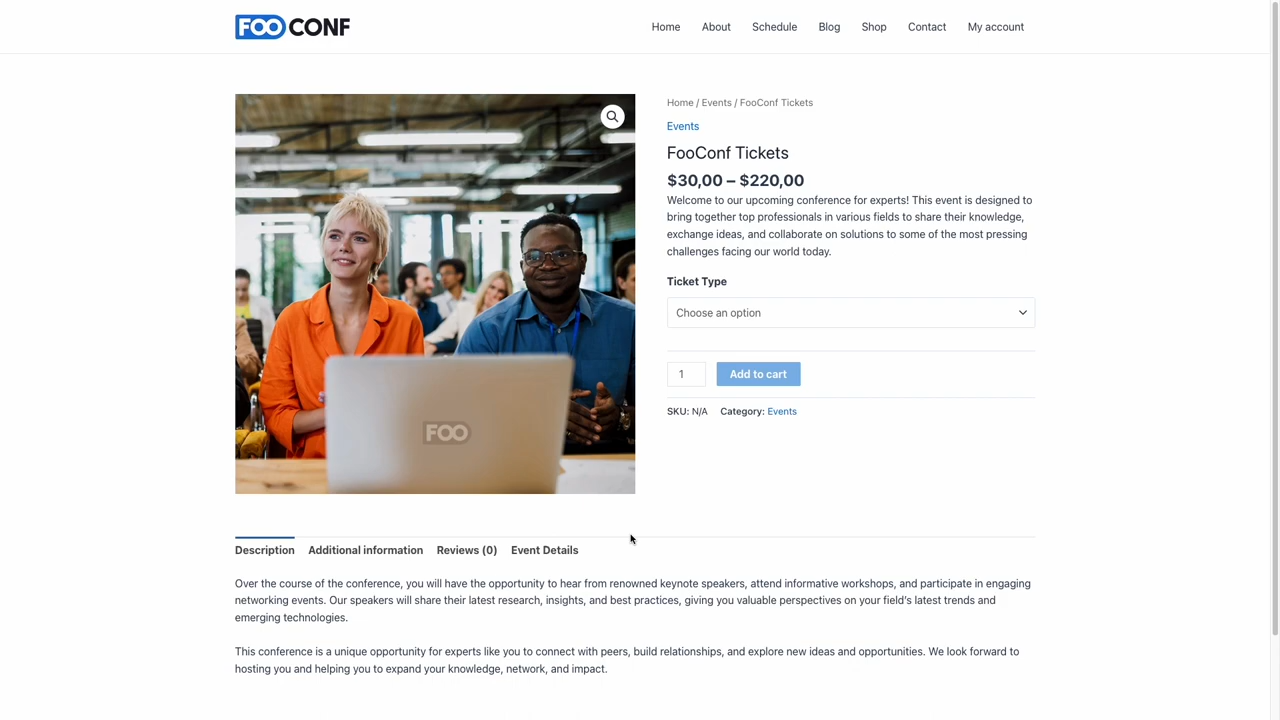 FOO CONF
Home About Schedule Blog Shop Contact My account
Home / Events / FooConf Tickets
Events
FooConf Tickets
$30,00 – $220,00
Welcome to our upcoming conference for experts! This event is designed to
bring together top professionals in various fields to share their knowledge,
exchange ideas, and collaborate on solutions to some of the most pressing
challenges facing our world today.
Ticket Type
Choose an option
1 Add to cart
SKU: N/A Category: Events
FOO
Description Additional information Reviews (0) Event Details
Over the course of the conference, you will have the opportunity to hear from renowned keynote speakers, attend informative workshops, and participate in engaging
networking events. Our speakers will share their latest research, insights, and best practices, giving you valuable perspectives on your field's latest trends and
emerging technologies.
This conference is a unique opportunity for experts like you to connect with peers, build relationships, and explore new ideas and opportunities. We look forward to
hosting you and helping you to expand your knowledge, network, and impact.